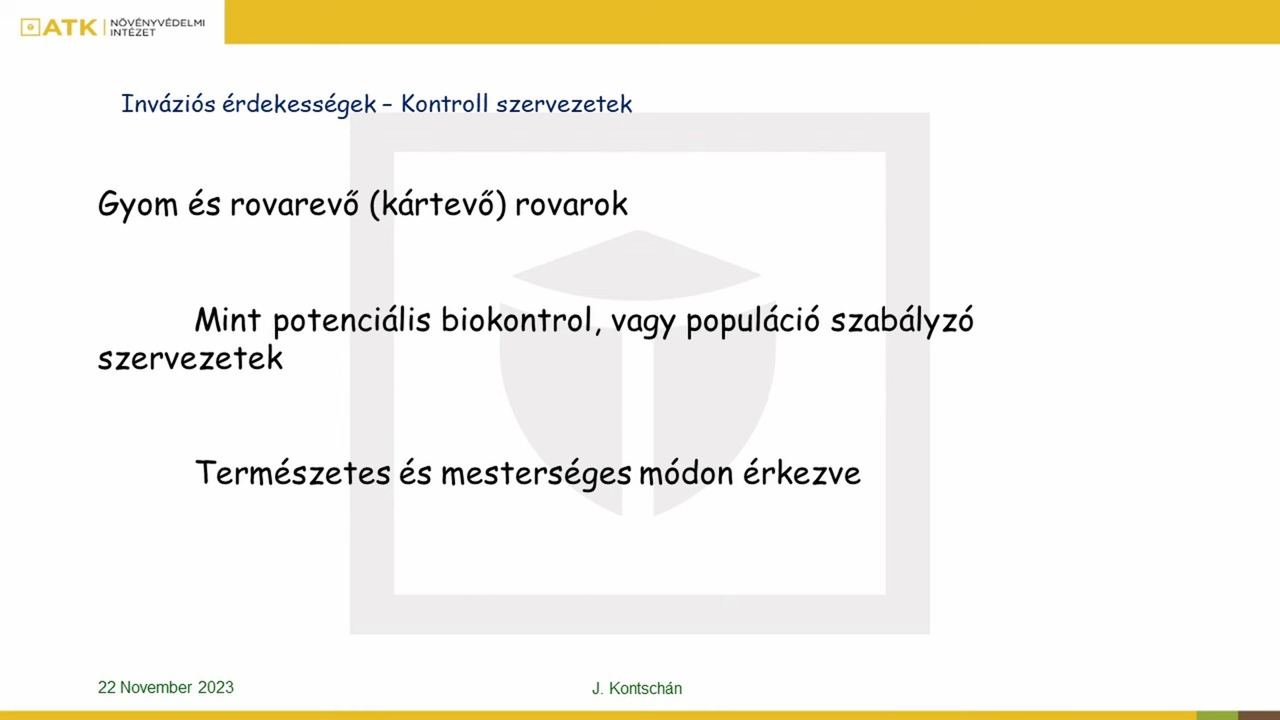 ATK NÖVÉNYVÉDELMI
INTÉZET
Inváziós érdekességek – Kontroll szervezetek
Gyom és rovarevő (kártevő) rovarok
Mint potenciális biokontrol, vagy populáció szabályzó
szervezetek
Természetes és mesterséges módon érkezve
22 November 2023
J. Kontschán